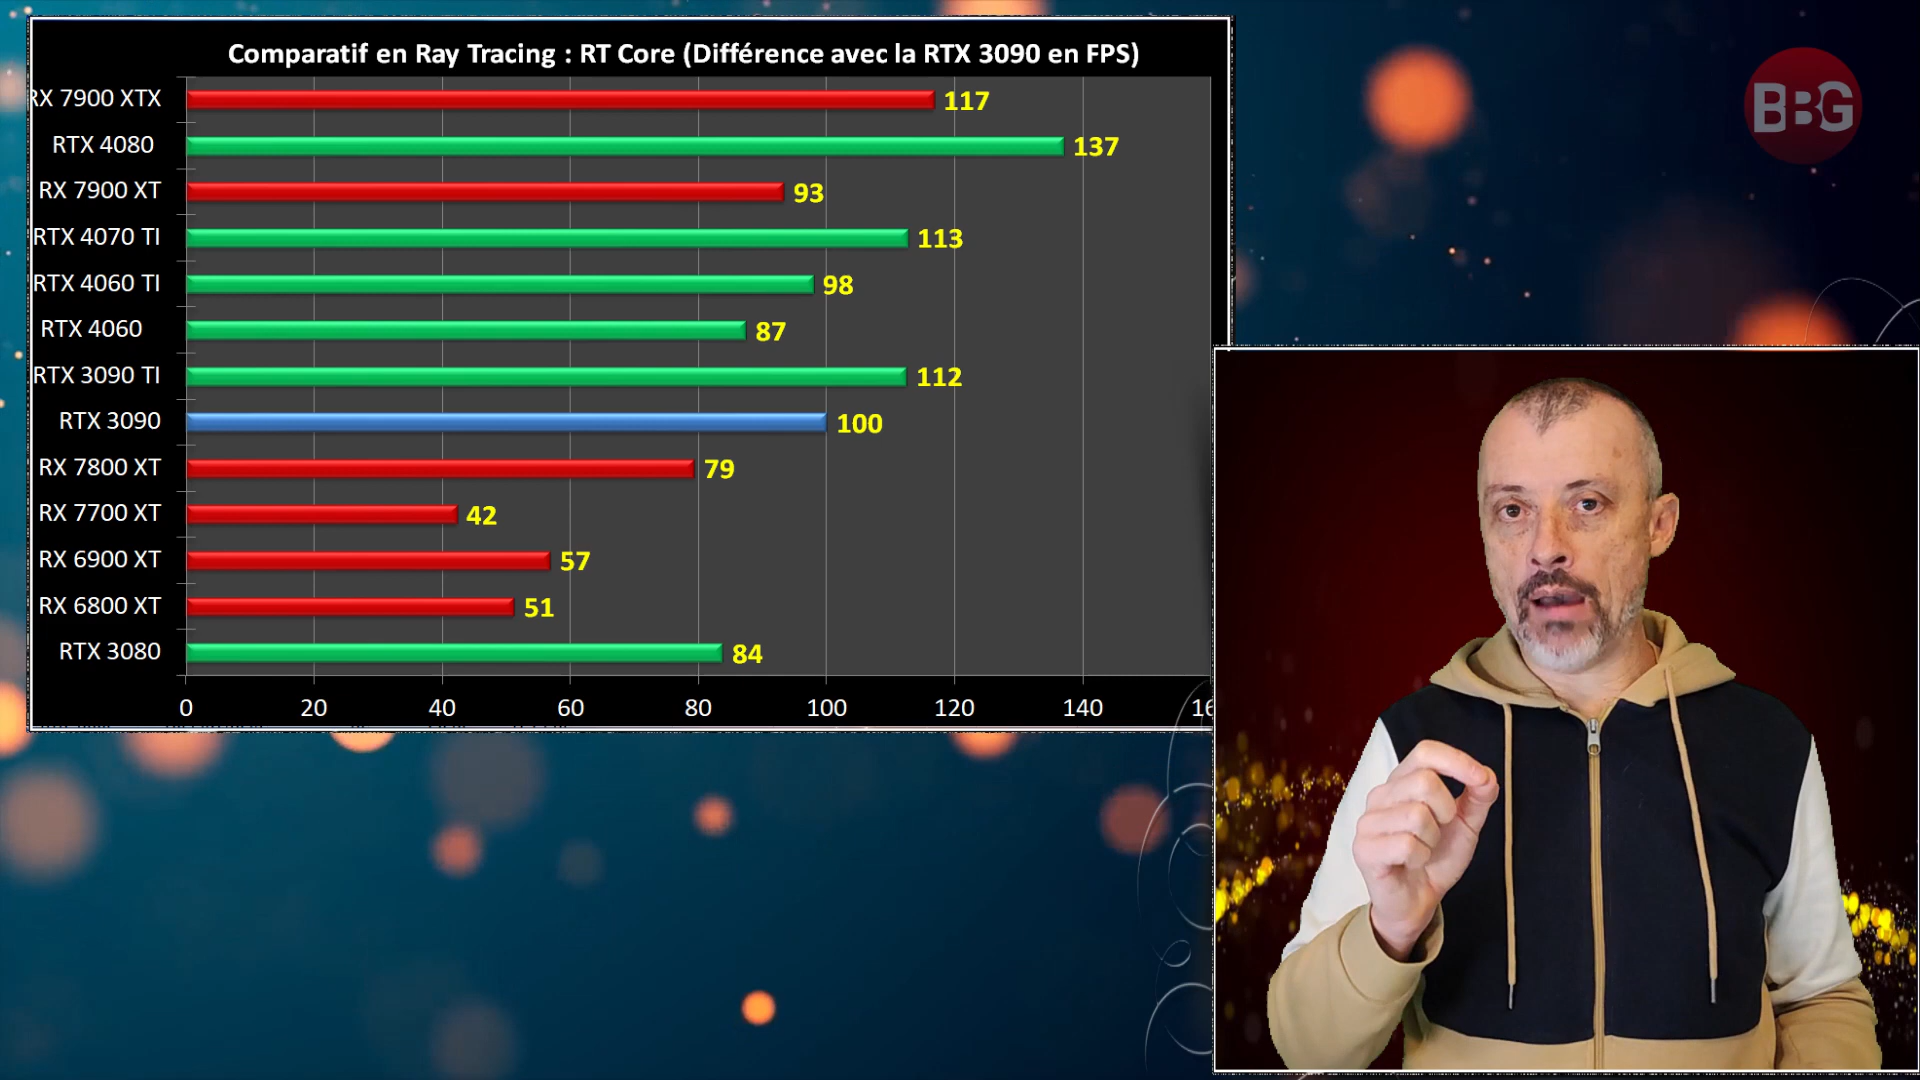 Comparatif en Ray Tracing : RT Core (Différence avec la RTX 3090 en FPS)
BBG
RX 7900 XTX 117
RTX 4080 137
RX 7900 XT 93
RTX 4070 TI 113
RTX 4060 TI 98
RTX 4060 87
RTX 3090 TI 112
RTX 3090 100
RX 7800 XT 79
RX 7700 XT 42
RX 6900 XT 57
RX 6800 XT 51
RTX 3080 84
0 20 40 60 80 100 120 140 16